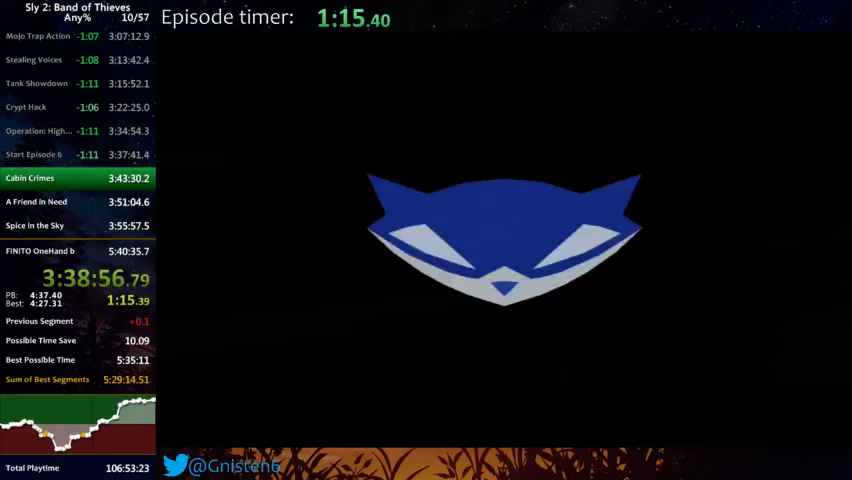 Sly 2: Band of Thieves
Any% 10/57
Episode timer: 1:15.40
Mojo Trap Action -1:07 3:07:12.9
Stealing Voices -1:08 3:13:42.4
Tank Showdown -1:11 3:15:52.1
Crypt Hack -1:06 3:22:25.0
Operation: High... -1:11 3:34:54.3
Start Episode 6 -1:11 3:37:41.4
Cabin Crimes 3:43:30.2
A Friend in Need 3:51:04.6
Spice in the Sky 3:55:57.5
FINITO OneHand b 5:40:35.7
3:38:56.79
PB: 4:37.40
Best: 4:27.31
1:15.39
Previous Segment +0.1
Possible Time Save 10.09
Best Possible Time 5:35:11
Sum of Best Segments 5:29:14.51
Total Playtime 106:53:23
@Gnisten6